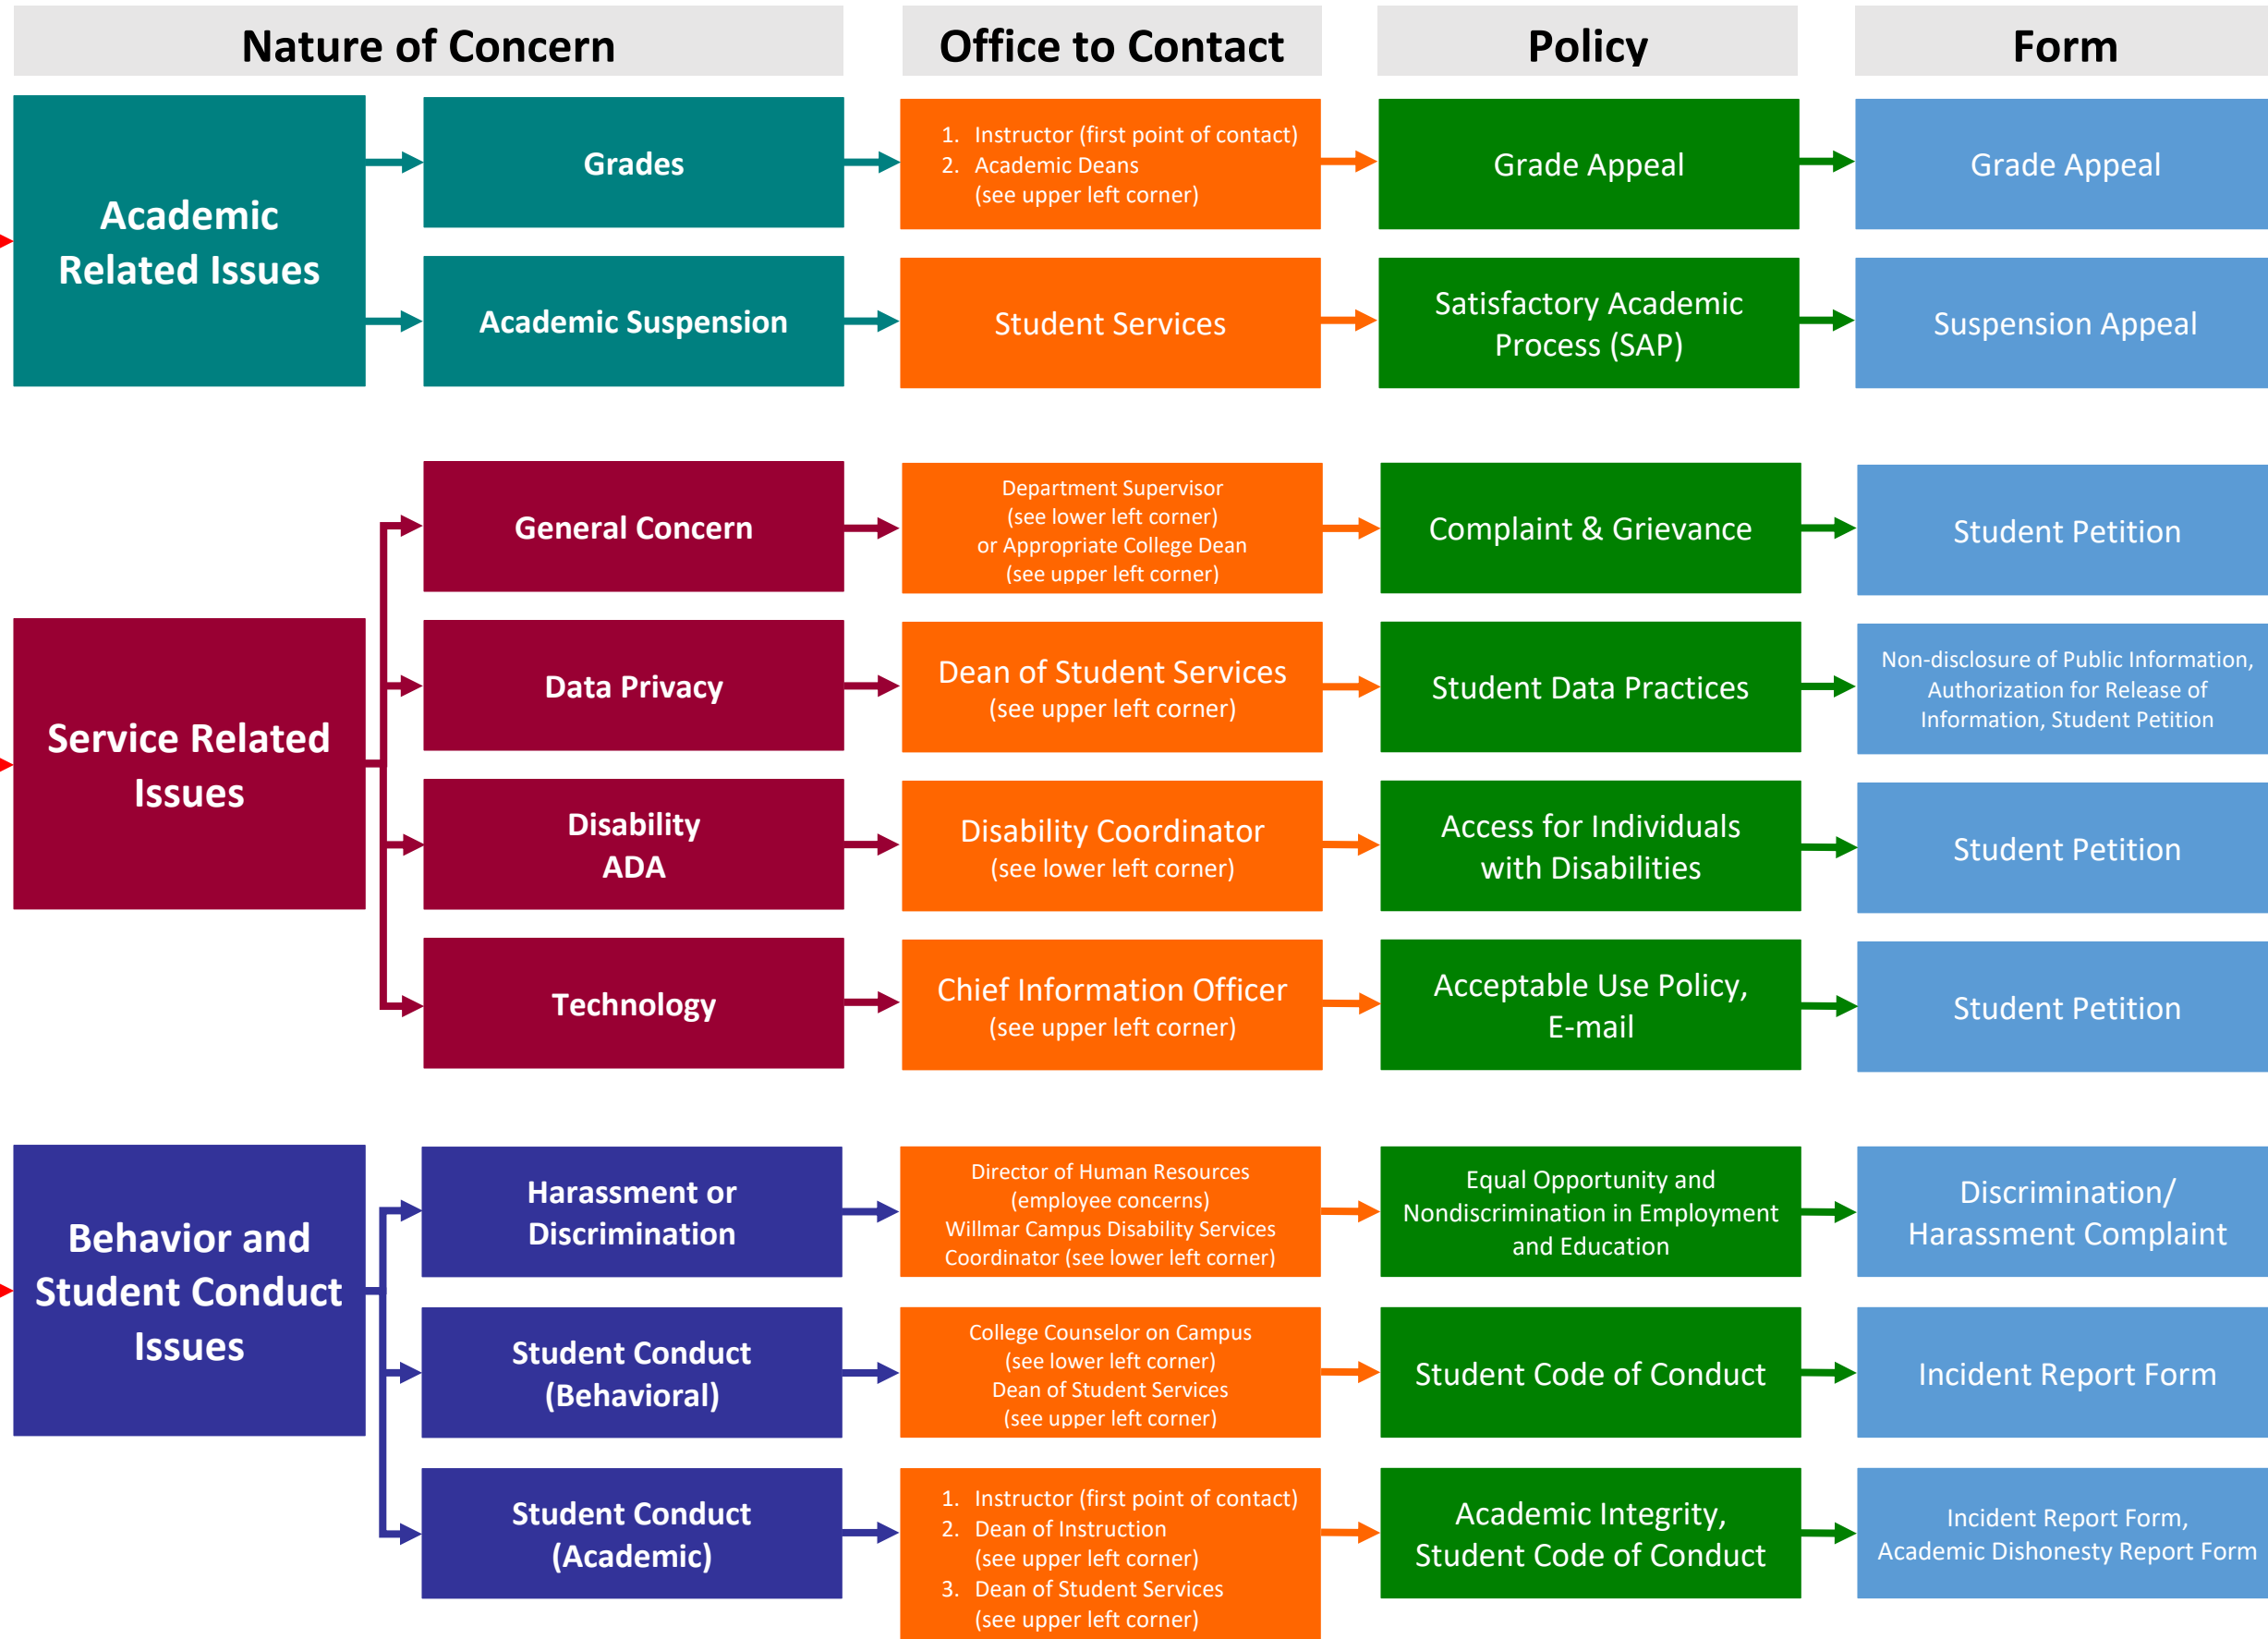 Nature of Concern
Office to Contact
Policy
Form
Academic
Related Issues
Grades
1. Instructor (first point of contact)
2. Academic Deans
(see upper left corner)
Grade Appeal
Grade Appeal
Academic Suspension
Student Services
Satisfactory Academic
Process (SAP)
Suspension Appeal
Service Related
Issues
General Concern
Department Supervisor
(see lower left corner)
or Appropriate College Dean
(see upper left corner)
Complaint & Grievance
Student Petition
Data Privacy
Dean of Student Services
(see upper left corner)
Student Data Practices
Non-disclosure of Public Information,
Authorization for Release of
Information, Student Petition
Disability
ADA
Disability Coordinator
(see lower left corner)
Access for Individuals
with Disabilities
Student Petition
Technology
Chief Information Officer
(see upper left corner)
Acceptable Use Policy,
E-mail
Student Petition
Behavior and
Student Conduct
Issues
Harassment or
Discrimination
Director of Human Resources
(employee concerns)
Willmar Campus Disability Services
Coordinator (see lower left corner)
Equal Opportunity and
Nondiscrimination in Employment
and Education
Discrimination/
Harassment Complaint
Student Conduct
(Behavioral)
College Counselor on Campus
(see lower left corner)
Dean of Student Services
(see upper left corner)
Student Code of Conduct
Incident Report Form
Student Conduct
(Academic)
1. Instructor (first point of contact)
2. Dean of Instruction
(see upper left corner)
3. Dean of Student Services
(see upper left corner)
Academic Integrity,
Student Code of Conduct
Incident Report Form,
Academic Dishonesty Report Form